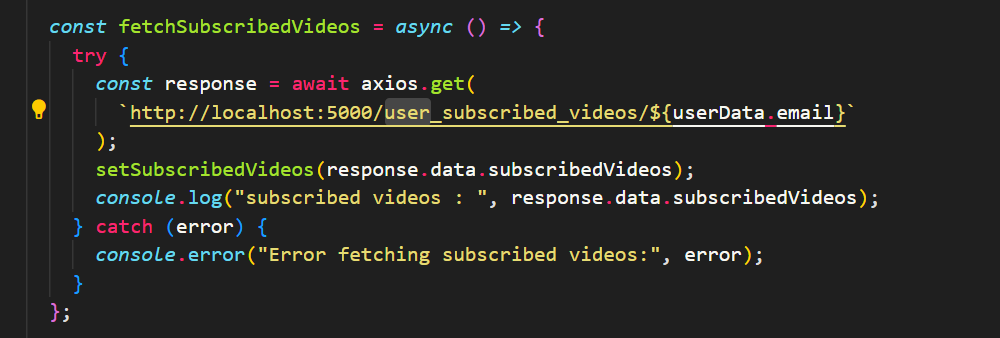 const fetchSubscribedVideos = async () => {
try {
const response = await axios.get(
`http://localhost:5000/user_subscribed_videos/${userData.email}`
);
setSubscribedVideos(response.data.subscribedVideos);
console.log("subscribed videos : ", response.data.subscribedVideos);
} catch (error) {
console.error("Error fetching subscribed videos:", error);
}
};